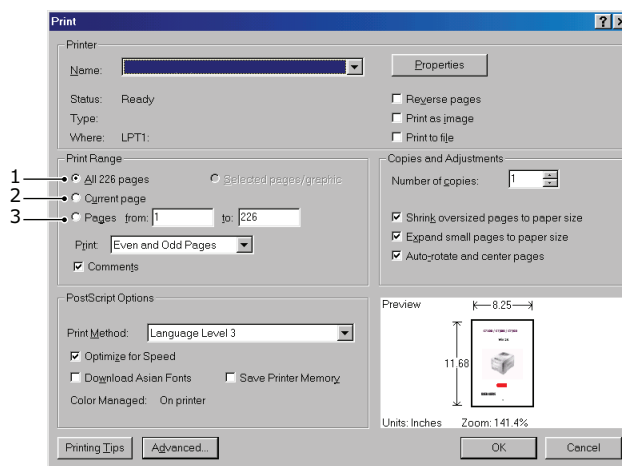 Print
Printer
Name:
Properties
Status: Ready
Type:
Where: LPT1:
Reverse pages
Print as image
Print to file
Print Range
1 All 226 pages Selected pages/graphic
2 Current page
3 Pages from: 1 to: 226
Print: Even and Odd Pages
Comments
Copies and Adjustments
Number of copies: 1
Shrink oversized pages to paper size
Expand small pages to paper size
Auto-rotate and center pages
PostScript Options
Print Method: Language Level 3
Optimize for Speed
Download Asian Fonts Save Printer Memory
Color Managed: On printer
Preview
8.25
11.68
Units: Inches Zoom: 141.4%
Printing Tips Advanced... OK Cancel